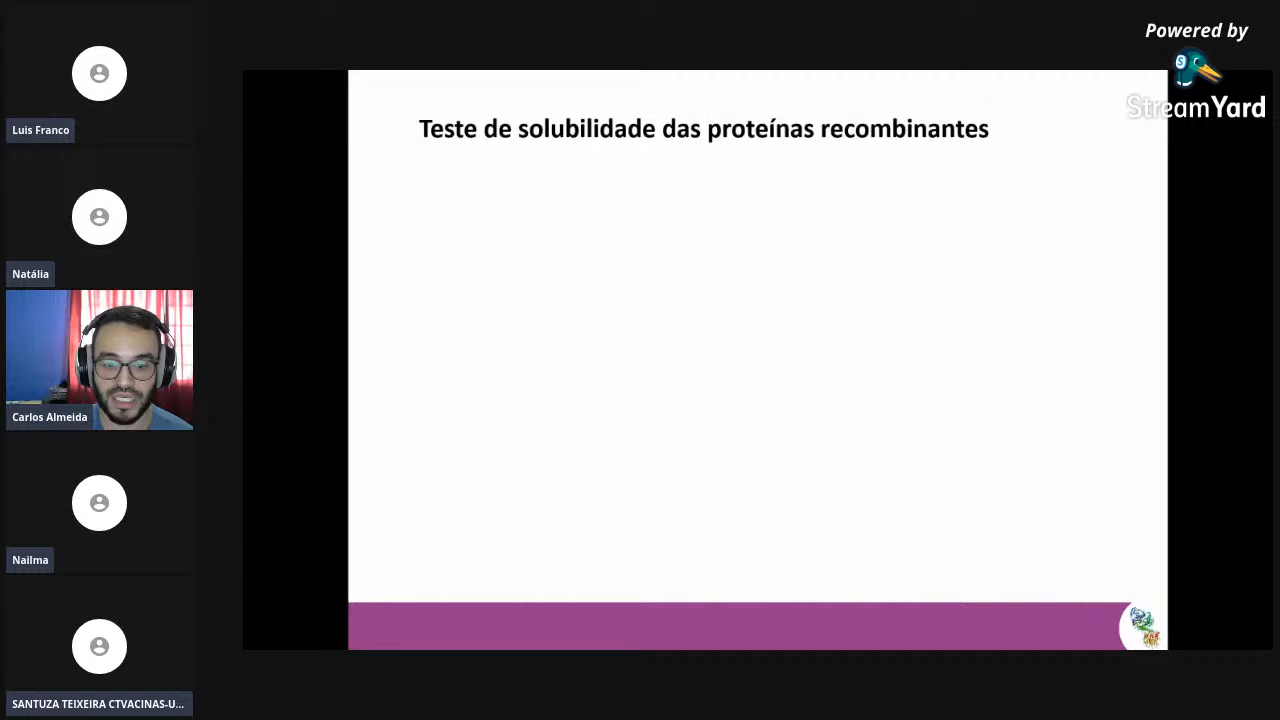 Powered by
StreamYard
Luis Franco
Teste de solubilidade das proteínas recombinantes
Natália
Carlos Almeida
Nailma
SANTUZA TEIXEIRA CTVACINAS-U...